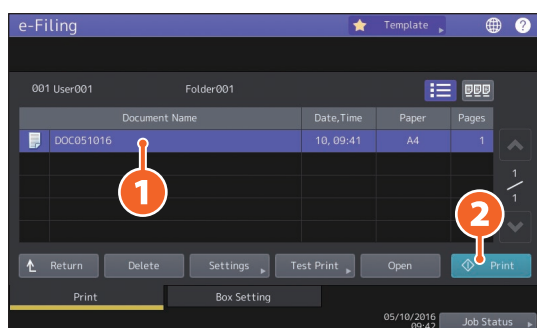 e-Filing Template ?
001 User001 Folder001
Document Name Date,Time Paper Pages
DOC051016 10, 09:41 A4 1
1
1
1
2
Return Delete Settings Test Print Open Print
Print Box Setting
05/10/2016
09:42 Job Status